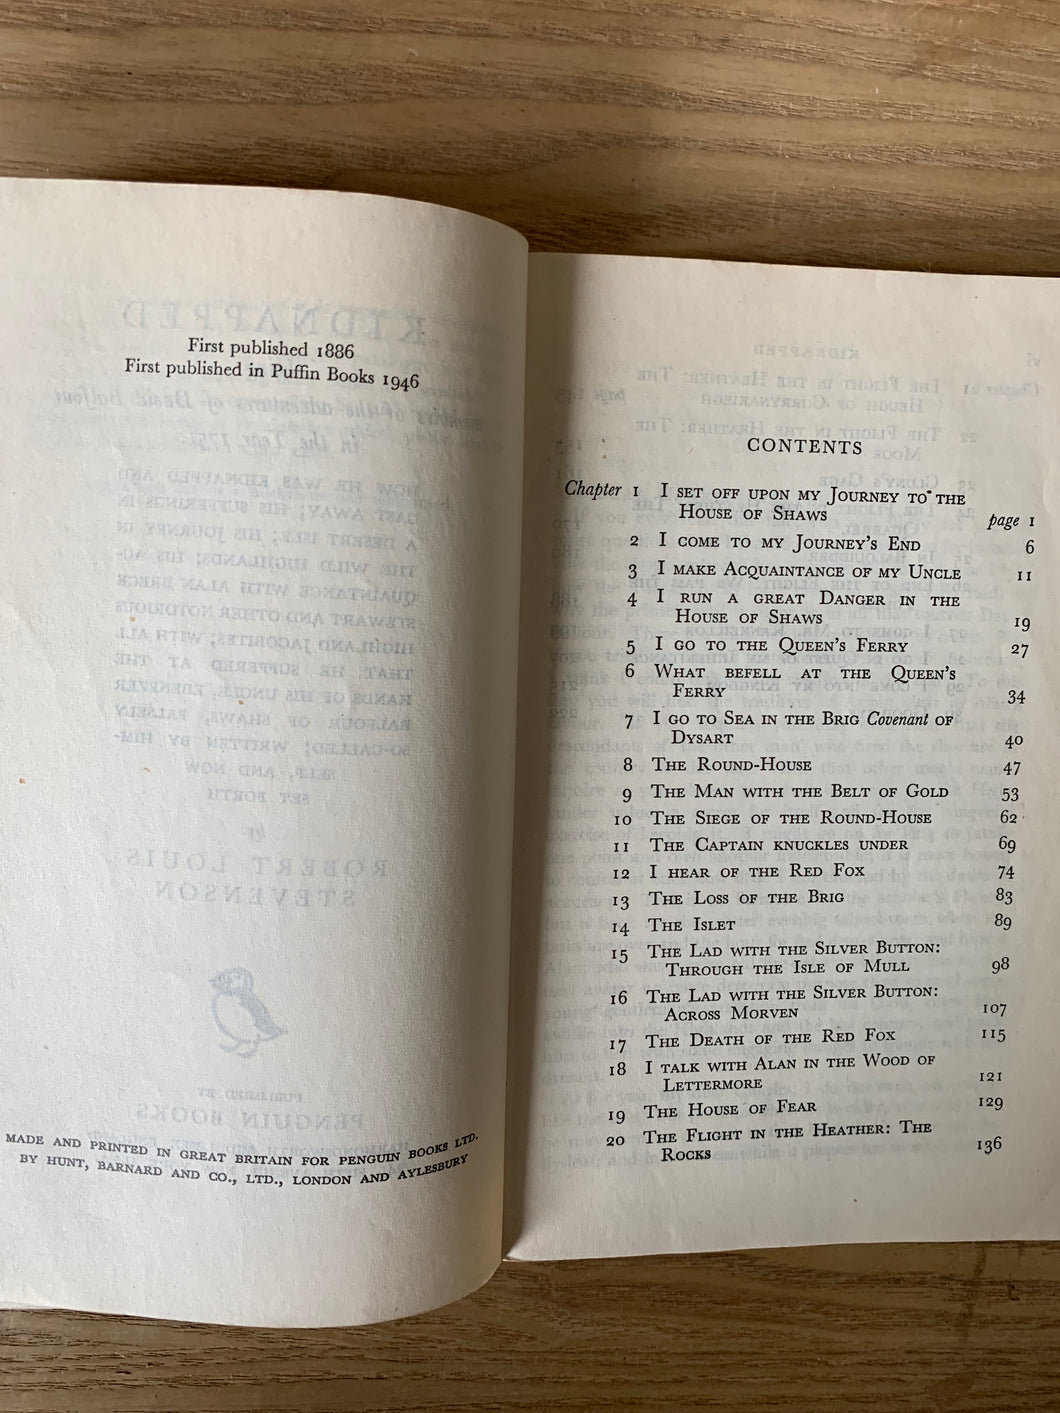 First published 1886
First published in Puffin Books 1946
MADE AND PRINTED IN GREAT BRITAIN FOR PENGUIN BOOKS LTD.
BY HUNT, BARNARD AND CO., LTD., LONDON AND AYLESBURY
CONTENTS
Chapter 1 I SET OFF UPON MY JOURNEY TO THE
HOUSE OF SHAWS page 1
2 I COME TO MY JOURNEY'S END 6
3 I MAKE ACQUAINTANCE OF MY UNCLE 11
4 I RUN A GREAT DANGER IN THE
HOUSE OF SHAWS 19
5 I GO TO THE QUEEN'S FERRY 27
6 WHAT BEFELL AT THE QUEEN'S
FERRY 34
7 I GO TO SEA IN THE BRIG Covenant OF
DYSART 40
8 THE ROUND-HOUSE 47
9 THE MAN WITH THE BELT OF GOLD 53
10 THE SIEGE OF THE ROUND-HOUSE 62
11 THE CAPTAIN KNUCKLES UNDER 69
12 I HEAR OF THE RED FOX 74
13 THE LOSS OF THE BRIG 83
14 THE ISLET 89
15 THE LAD WITH THE SILVER BUTTON:
THROUGH THE ISLE OF MULL 98
16 THE LAD WITH THE SILVER BUTTON:
ACROSS MORVEN 107
17 THE DEATH OF THE RED FOX 115
18 I TALK WITH ALAN IN THE WOOD OF
LETTERMORE 121
19 THE HOUSE OF FEAR 129
20 THE FLIGHT IN THE HEATHER: THE
ROCKS 136